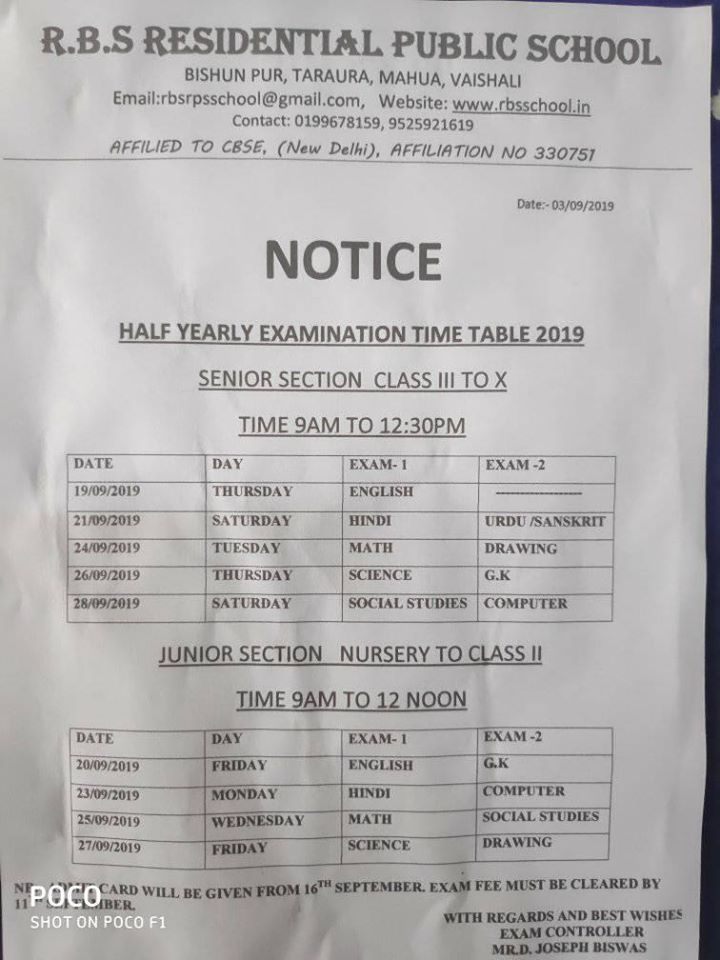 R.B.S RESIDENTIAL PUBLIC SCHOOL
BISHUN PUR, TARAURA, MAHUA, VAISHALI
Email:rbsrpsschool@gmail.com, Website: www.rbsschool.in
Contact: 0199678159, 9525921619
AFFILIED TO CBSE, (New Delhi), AFFILIATION NO 330751
Date:- 03/09/2019
NOTICE
HALF YEARLY EXAMINATION TIME TABLE 2019
SENIOR SECTION CLASS III TO X
TIME 9AM TO 12:30PM
DATE DAY EXAM- 1 EXAM -2
19/09/2019 THURSDAY ENGLISH -------------------
21/09/2019 SATURDAY HINDI URDU /SANSKRIT
24/09/2019 TUESDAY MATH DRAWING
26/09/2019 THURSDAY SCIENCE G.K
28/09/2019 SATURDAY SOCIAL STUDIES COMPUTER
JUNIOR SECTION NURSERY TO CLASS II
TIME 9AM TO 12 NOON
DATE DAY EXAM- 1 EXAM -2
20/09/2019 FRIDAY ENGLISH G.K
23/09/2019 MONDAY HINDI COMPUTER
25/09/2019 WEDNESDAY MATH SOCIAL STUDIES
27/09/2019 FRIDAY SCIENCE DRAWING
CARD WILL BE GIVEN FROM 16TH SEPTEMBER. EXAM FEE MUST BE CLEARED BY
11
WITH REGARDS AND BEST WISHES
EXAM CONTROLLER
MR.D. JOSEPH BISWAS
POCO
SHOT ON POCO F1